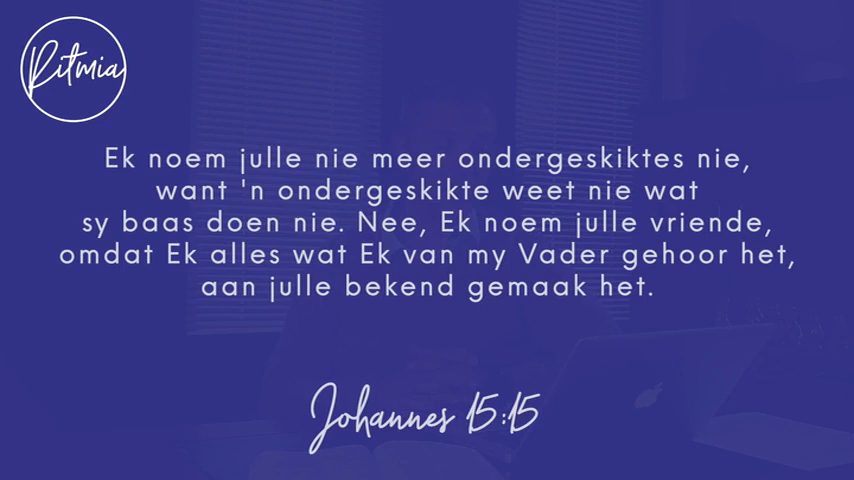 Ritmia
Ek noem julle nie meer ondergeskiktes nie,
want 'n ondergeskikte weet nie wat
sy baas doen nie. Nee, Ek noem julle vriende,
omdat Ek alles wat Ek van my Vader gehoor het,
aan julle bekend gemaak het.
Johannes 15:15